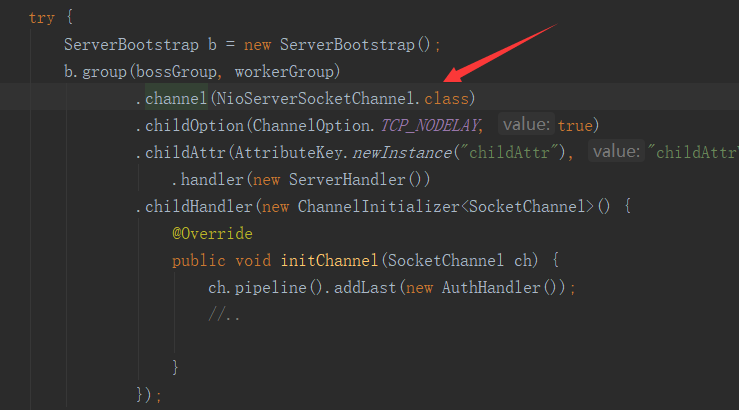 try {
ServerBootstrap b = new ServerBootstrap();
b.group(bossGroup, workerGroup)
.channel(NioServerSocketChannel.class)
.childOption(ChannelOption.TCP_NODELAY, value: true)
.childAttr(AttributeKey.newInstance("childAttr"), value: "childAttr
.handler(new ServerHandler())
.childHandler(new ChannelInitializer<SocketChannel>() {
@Override
public void initChannel(SocketChannel ch) {
ch.pipeline().addLast(new AuthHandler());
//..
}
});